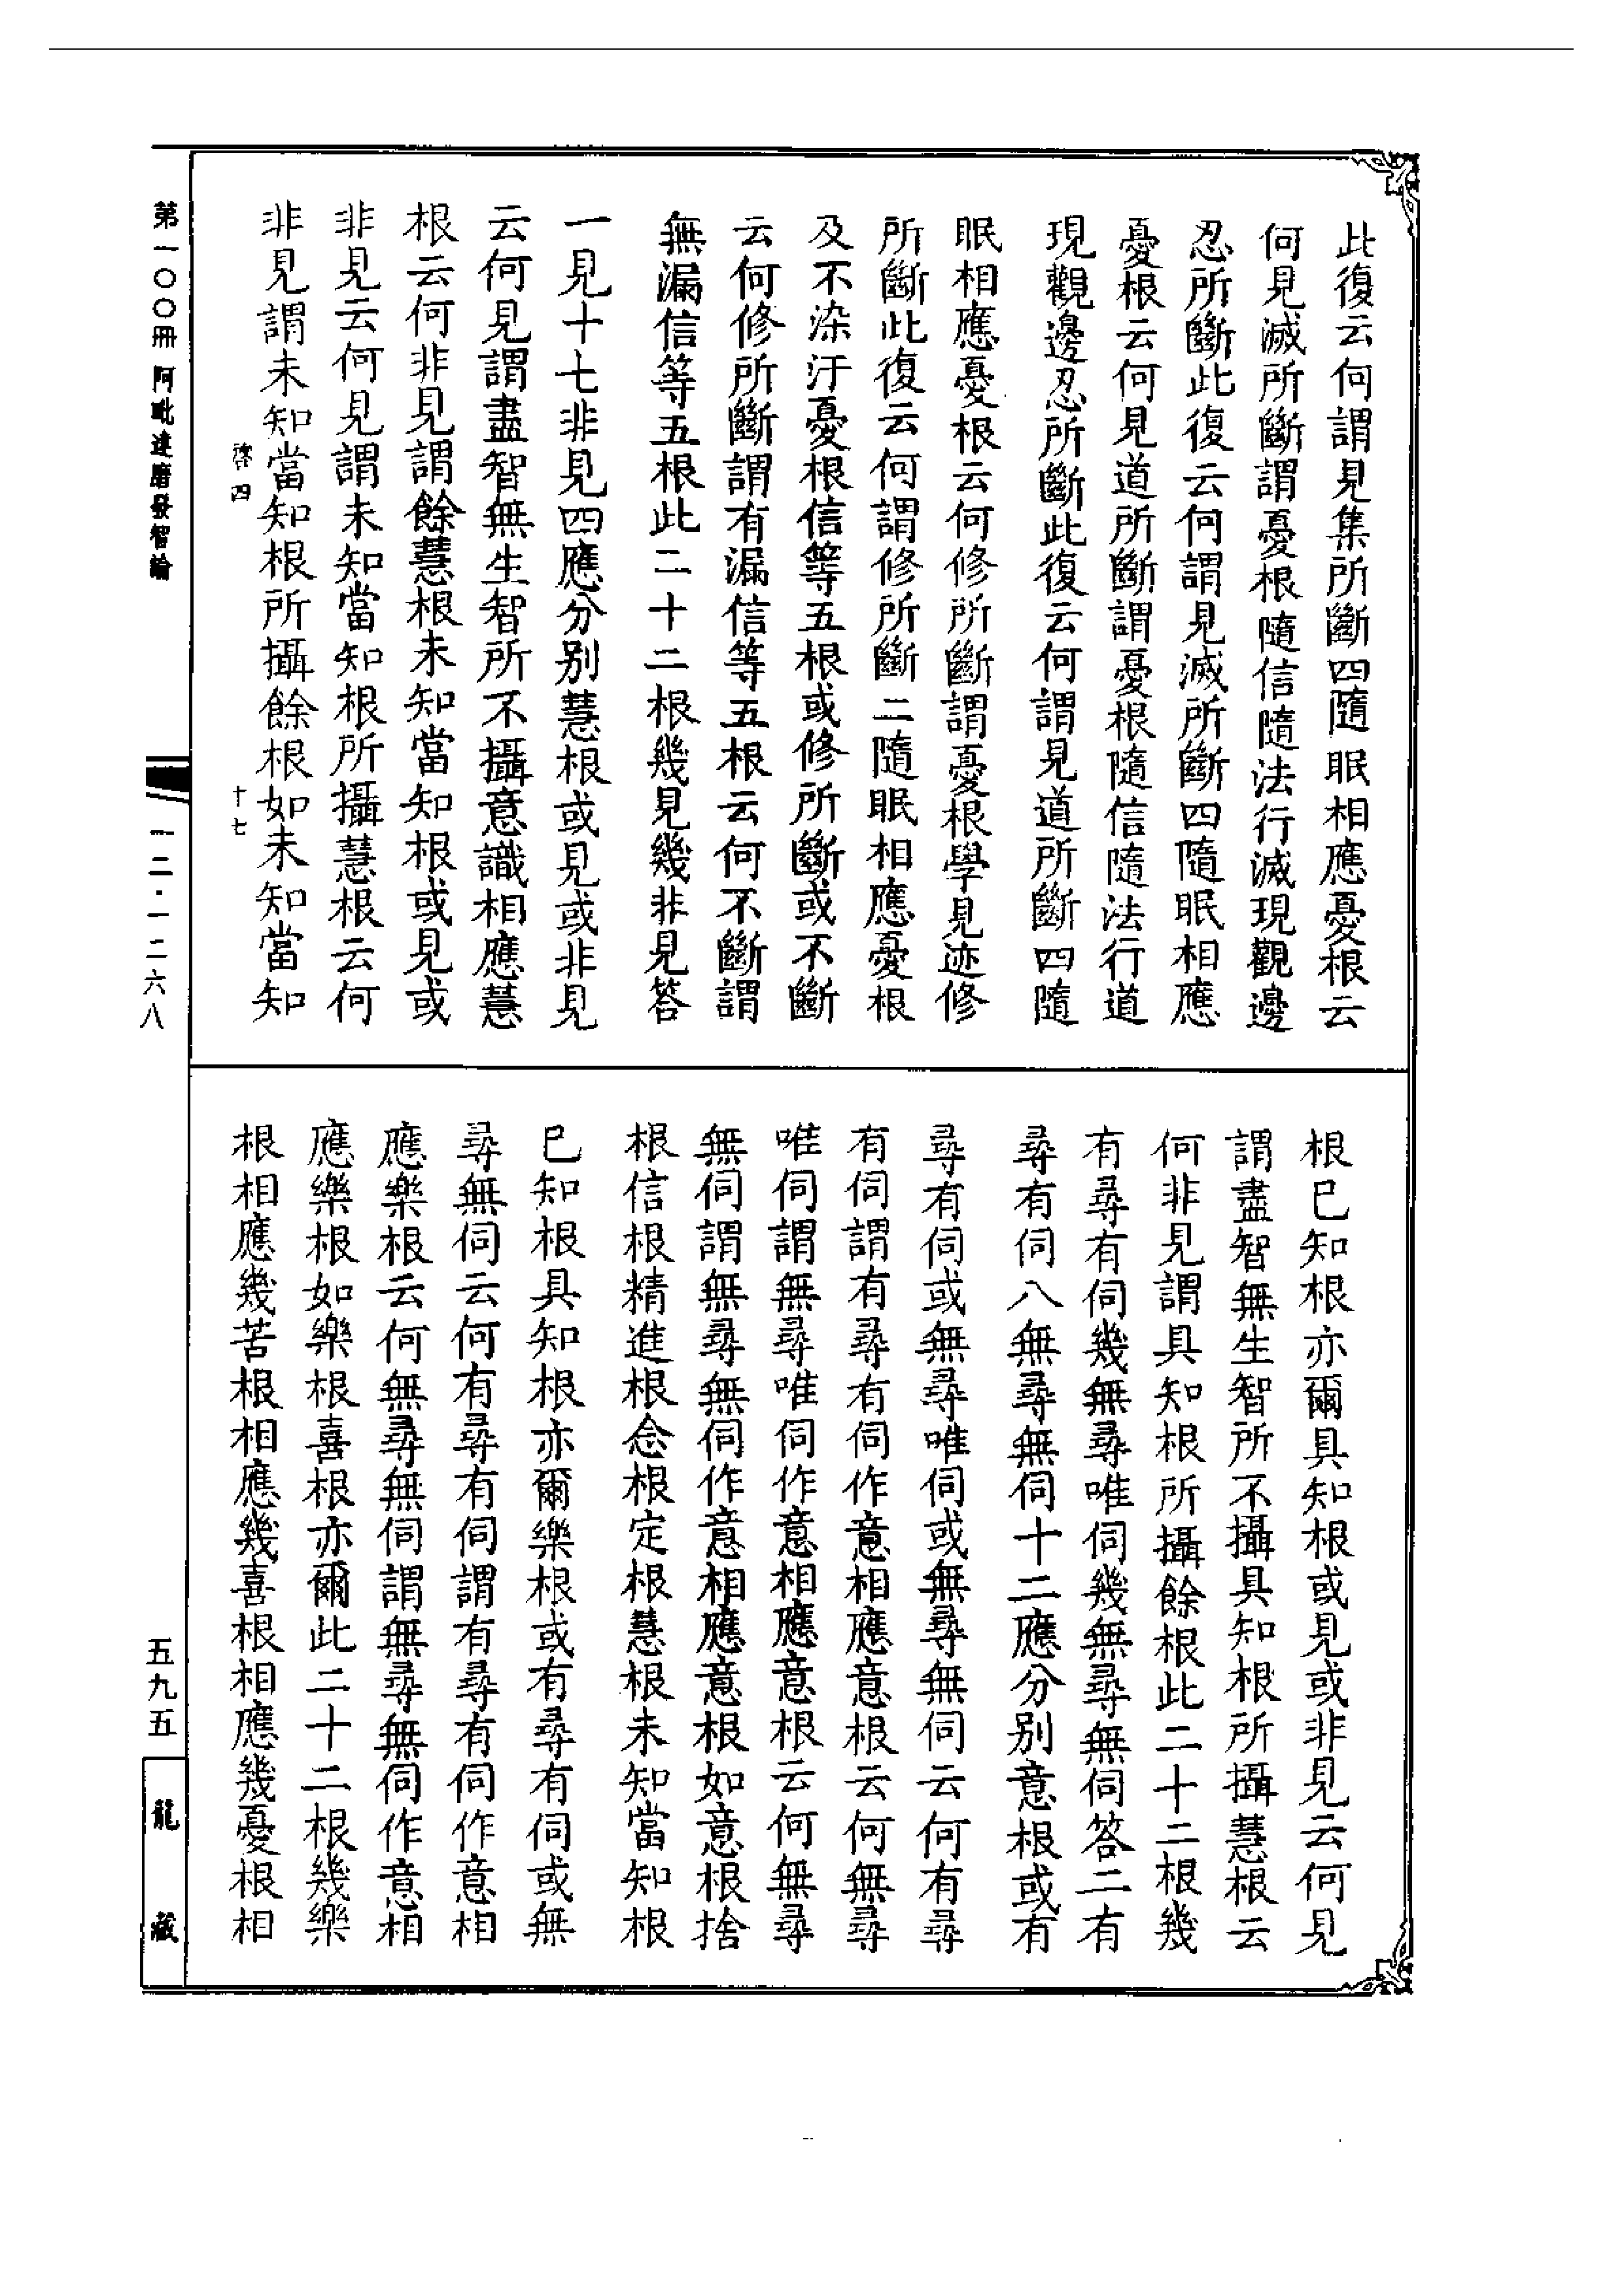 此復云何謂見集所斷四隨眠相應憂根云
何見滅所斷謂憂根隨信隨法行滅現觀邊
忍所斷此復云何謂見滅所斷四隨眠相應
憂根云何見道所斷謂憂根隨信隨法行道
現觀邊忍所斷此復云何謂見道所斷四隨
眠相應憂根云何修所斷謂憂根學見迹修
所斷此復云何謂修所斷二隨眠相應憂根
及不染汙憂根信等五根或修所斷或不斷
云何修所斷謂有漏信等五根云何不斷謂
無漏信等五根此二十二根幾見幾非見答
一見十七非見四應分別慧根或見或非見
云何見謂盡智無生智所不攝意識相應慧
根云何非見謂餘慧根未知當知根或見或
非見云何見謂未知當知根所攝慧根云何
非見謂未知當知根所攝餘根如未知當知
啓四 十七
根已知根亦爾具知根或見或非見云何見
謂盡智無生智所不攝具知根所攝慧根云
何非見謂具知根所攝餘根此二十二根幾
有尋有伺幾無尋唯伺幾無尋無伺答二有
尋有伺八無尋無伺十二應分別意根或有
尋有伺或無尋唯伺或無尋無伺云何有尋
有伺謂有尋有伺作意相應意根云何無尋
唯伺謂無尋唯伺作意相應意根云何無尋
無伺謂無尋無伺作意相應意根如意根捨
根信根精進根念根定根慧根未知當知根
已知根具知根亦爾樂根或有尋有伺或無
尋無伺云何有尋有伺謂有尋有伺作意相
應樂根云何無尋無伺謂無尋無伺作意相
應樂根如樂根喜根亦爾此二十二根幾樂
根相應幾苦根相應幾喜根相應幾憂根相
第一〇〇冊 阿毗達磨發智論
一二·一二六八
五九五
龍藏